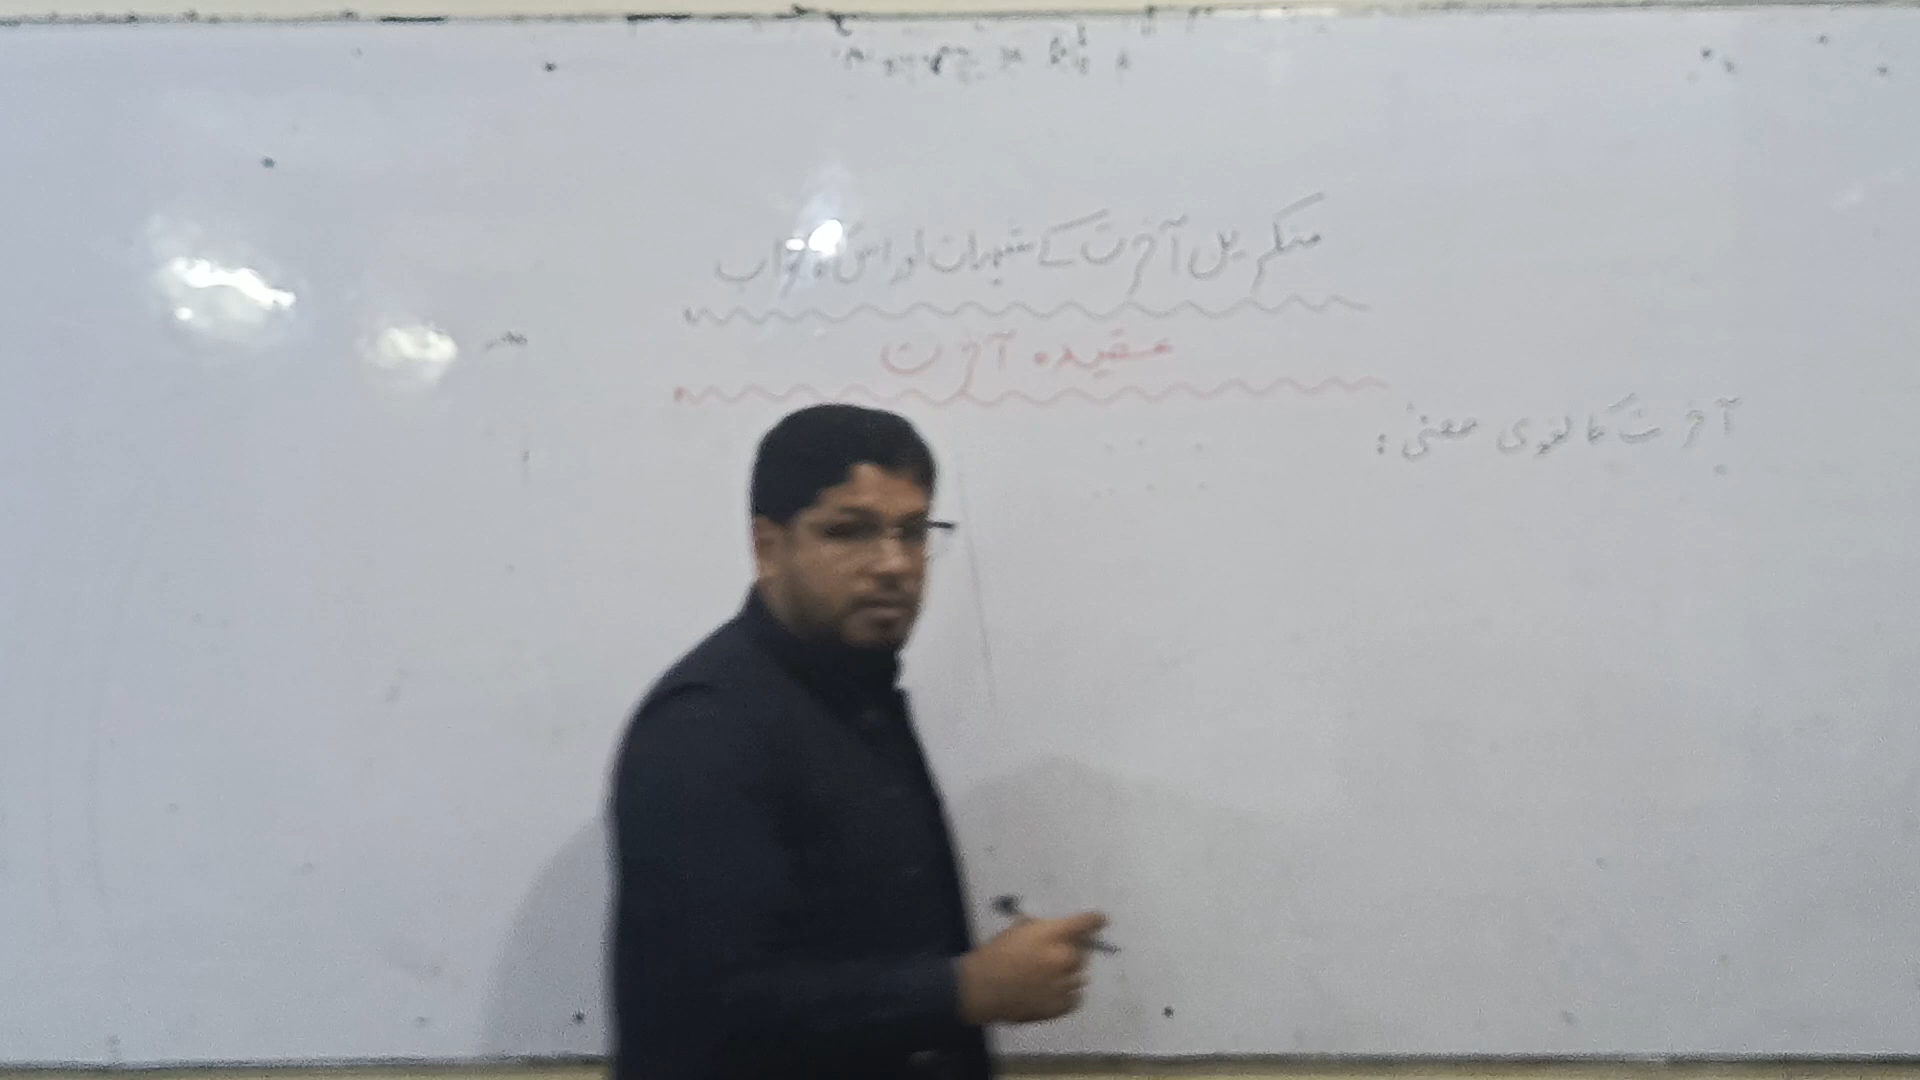 منکرین آخرت کے شبہات اور اس کا جواب
عقیدہ آخرت
آخرت کا لغوی معنیٰ :